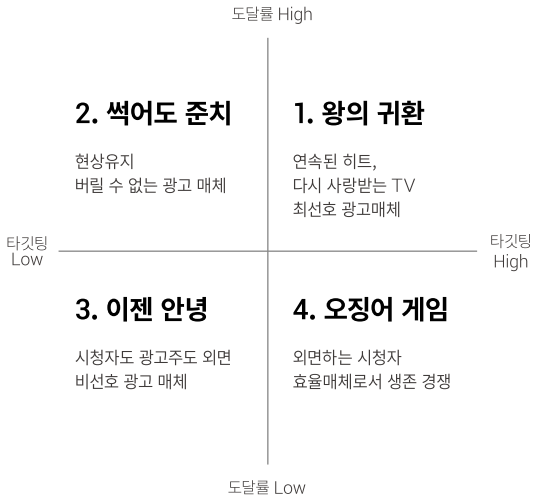 도달률 High
2. 썩어도 준치
현상유지
버릴 수 없는 광고 매체
1. 왕의 귀환
연속된 히트,
다시 사랑받는 TV
최선호 광고매체
타깃팅
Low
타깃팅
High
3. 이젠 안녕
시청자도 광고주도 외면
비선호 광고 매체
4. 오징어 게임
외면하는 시청자
효율매체로서 생존 경쟁
도달률 Low